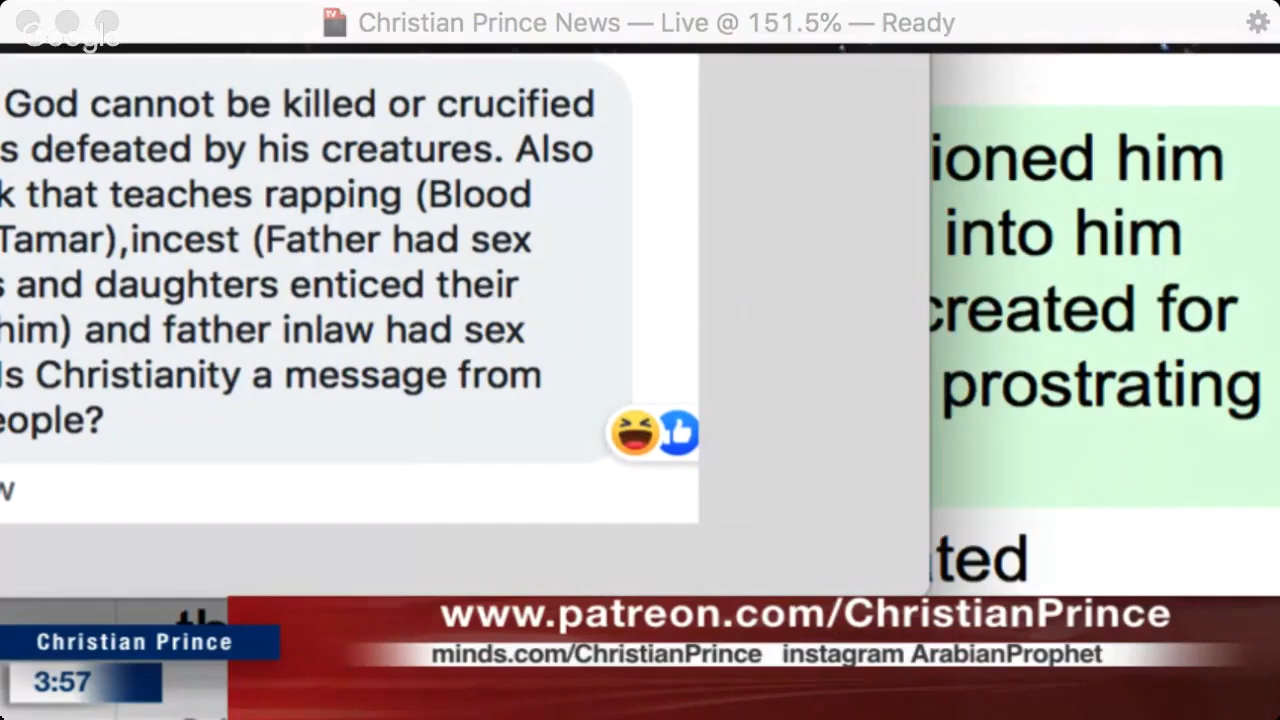 Christian Prince News — Live @ 151.5% — Ready
Google
God cannot be killed or crucified
s defeated by his creatures. Also
k that teaches rapping (Blood
Tamar),incest (Father had sex
s and daughters enticed their
him) and father inlaw had sex
Is Christianity a message from
eople?
w
ioned him
into him
created for
prostrating
ted
th
www.patreon.com/ChristianPrince
Christian Prince
minds.com/ChristianPrince instagram ArabianProphet
3:57